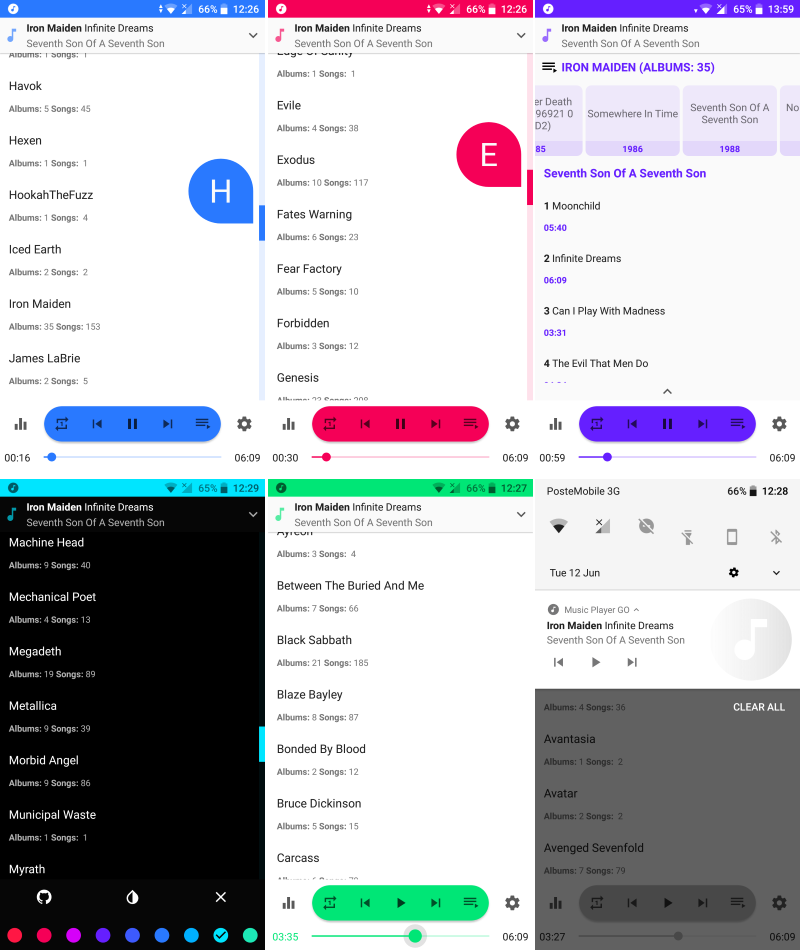 66% 12:26
Iron Maiden Infinite Dreams
Seventh Son Of A Seventh Son
Albums: 1 Songs: 1
Havok
Albums: 5 Songs: 45
Hexen
Albums: 1 Songs: 1
HookahTheFuzz
Albums: 1 Songs: 4
H
Iced Earth
Albums: 2 Songs: 2
Iron Maiden
Albums: 35 Songs: 153
James LaBrie
Albums: 2 Songs: 5
1
00:16 06:09
66% 12:26
Iron Maiden Infinite Dreams
Seventh Son Of A Seventh Son
Edge Of Sanity
Albums: 1 Songs: 1
Evile
Albums: 4 Songs: 38
E
Exodus
Albums: 10 Songs: 117
Fates Warning
Albums: 6 Songs: 23
Fear Factory
Albums: 5 Songs: 10
Forbidden
Albums: 3 Songs: 12
Genesis
Albums: 23 Songs: 208
1
00:30 06:09
65% 13:59
Iron Maiden Infinite Dreams
Seventh Son Of A Seventh Son
IRON MAIDEN (ALBUMS: 35)
er Death
96921 0
D2)
85
Somewhere In Time
1986
Seventh Son Of A
Seventh Son
1988
No
Seventh Son Of A Seventh Son
1 Moonchild
05:40
2 Infinite Dreams
06:09
3 Can I Play With Madness
03:31
4 The Evil That Men Do
1
00:59 06:09
65% 12:29
Iron Maiden Infinite Dreams
Seventh Son Of A Seventh Son
Machine Head
Albums: 9 Songs: 40
Mechanical Poet
Albums: 4 Songs: 13
Megadeth
Albums: 19 Songs: 89
Metallica
Albums: 9 Songs: 39
Morbid Angel
Albums: 9 Songs: 86
Municipal Waste
Albums: 1 Songs: 1
Myrath
66% 12:27
Iron Maiden Infinite Dreams
Seventh Son Of A Seventh Son
Ayreon
Albums: 3 Songs: 4
Between The Buried And Me
Albums: 7 Songs: 66
Black Sabbath
Albums: 21 Songs: 185
Blaze Bayley
Albums: 8 Songs: 87
Bonded By Blood
Albums: 2 Songs: 12
Bruce Dickinson
Albums: 5 Songs: 15
Carcass
1
03:35 06:09
PosteMobile 3G 66% 12:28
Tue 12 Jun
Music Player GO
Iron Maiden Infinite Dreams
Seventh Son Of A Seventh Son
Albums: 4 Songs: 36
CLEAR ALL
Avantasia
Albums: 1 Songs: 2
Avatar
Albums: 2 Songs: 2
Avenged Sevenfold
Albums: 7 Songs: 79
1
03:27 06:09